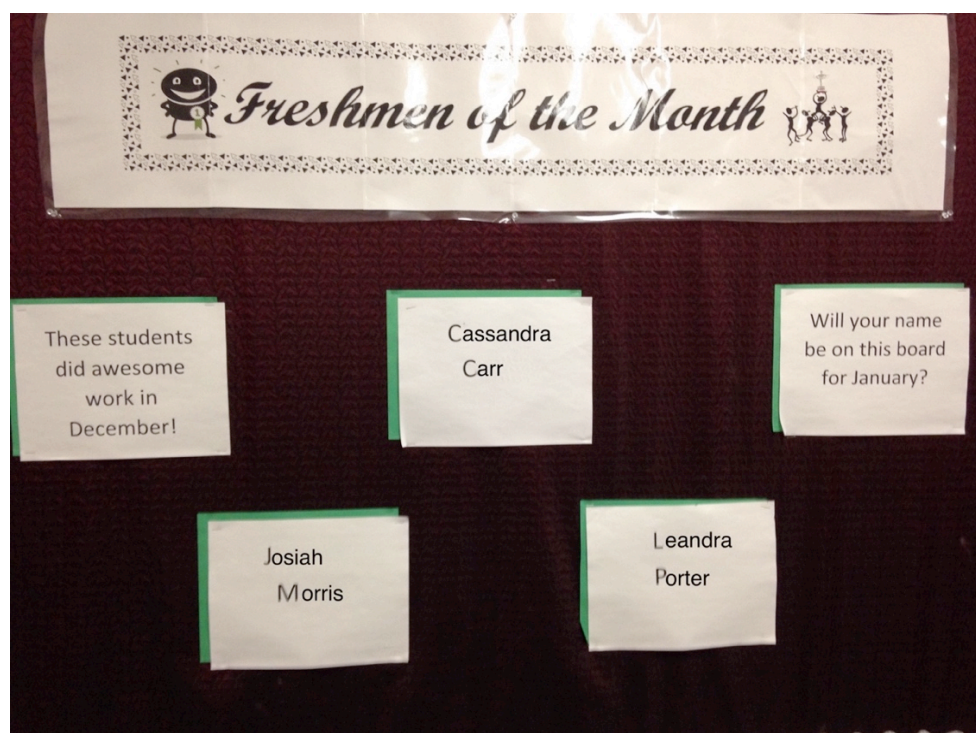 Freshmen of the Month
These students
did awesome
work in
December!
Cassandra
Carr
Will your name
be on this board
for January?
Josiah
Morris
Leandra
Porter